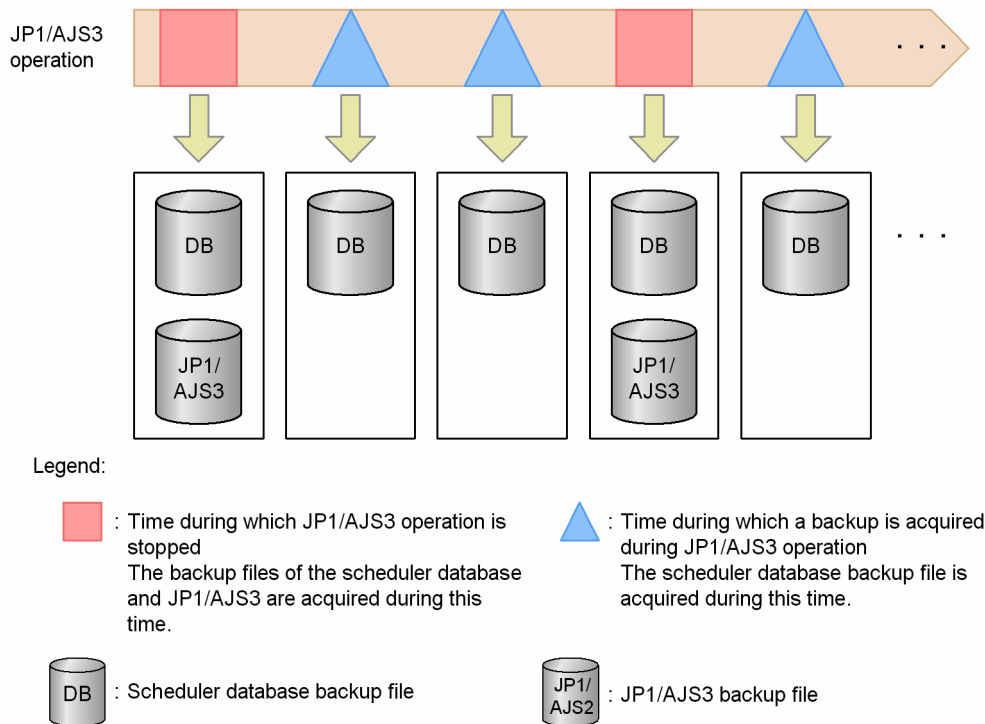 JP1/AJS3
operation
. . .
DB
DB
DB
DB
DB
. . .
JP1/
AJS3
JP1/
AJS3
Legend:
: Time during which JP1/AJS3 operation is
stopped
The backup files of the scheduler database
and JP1/AJS3 are acquired during this
time.
: Time during which a backup is acquired
during JP1/AJS3 operation
The scheduler database backup file is
acquired during this time.
DB
: Scheduler database backup file
JP1/
AJS2
: JP1/AJS3 backup file